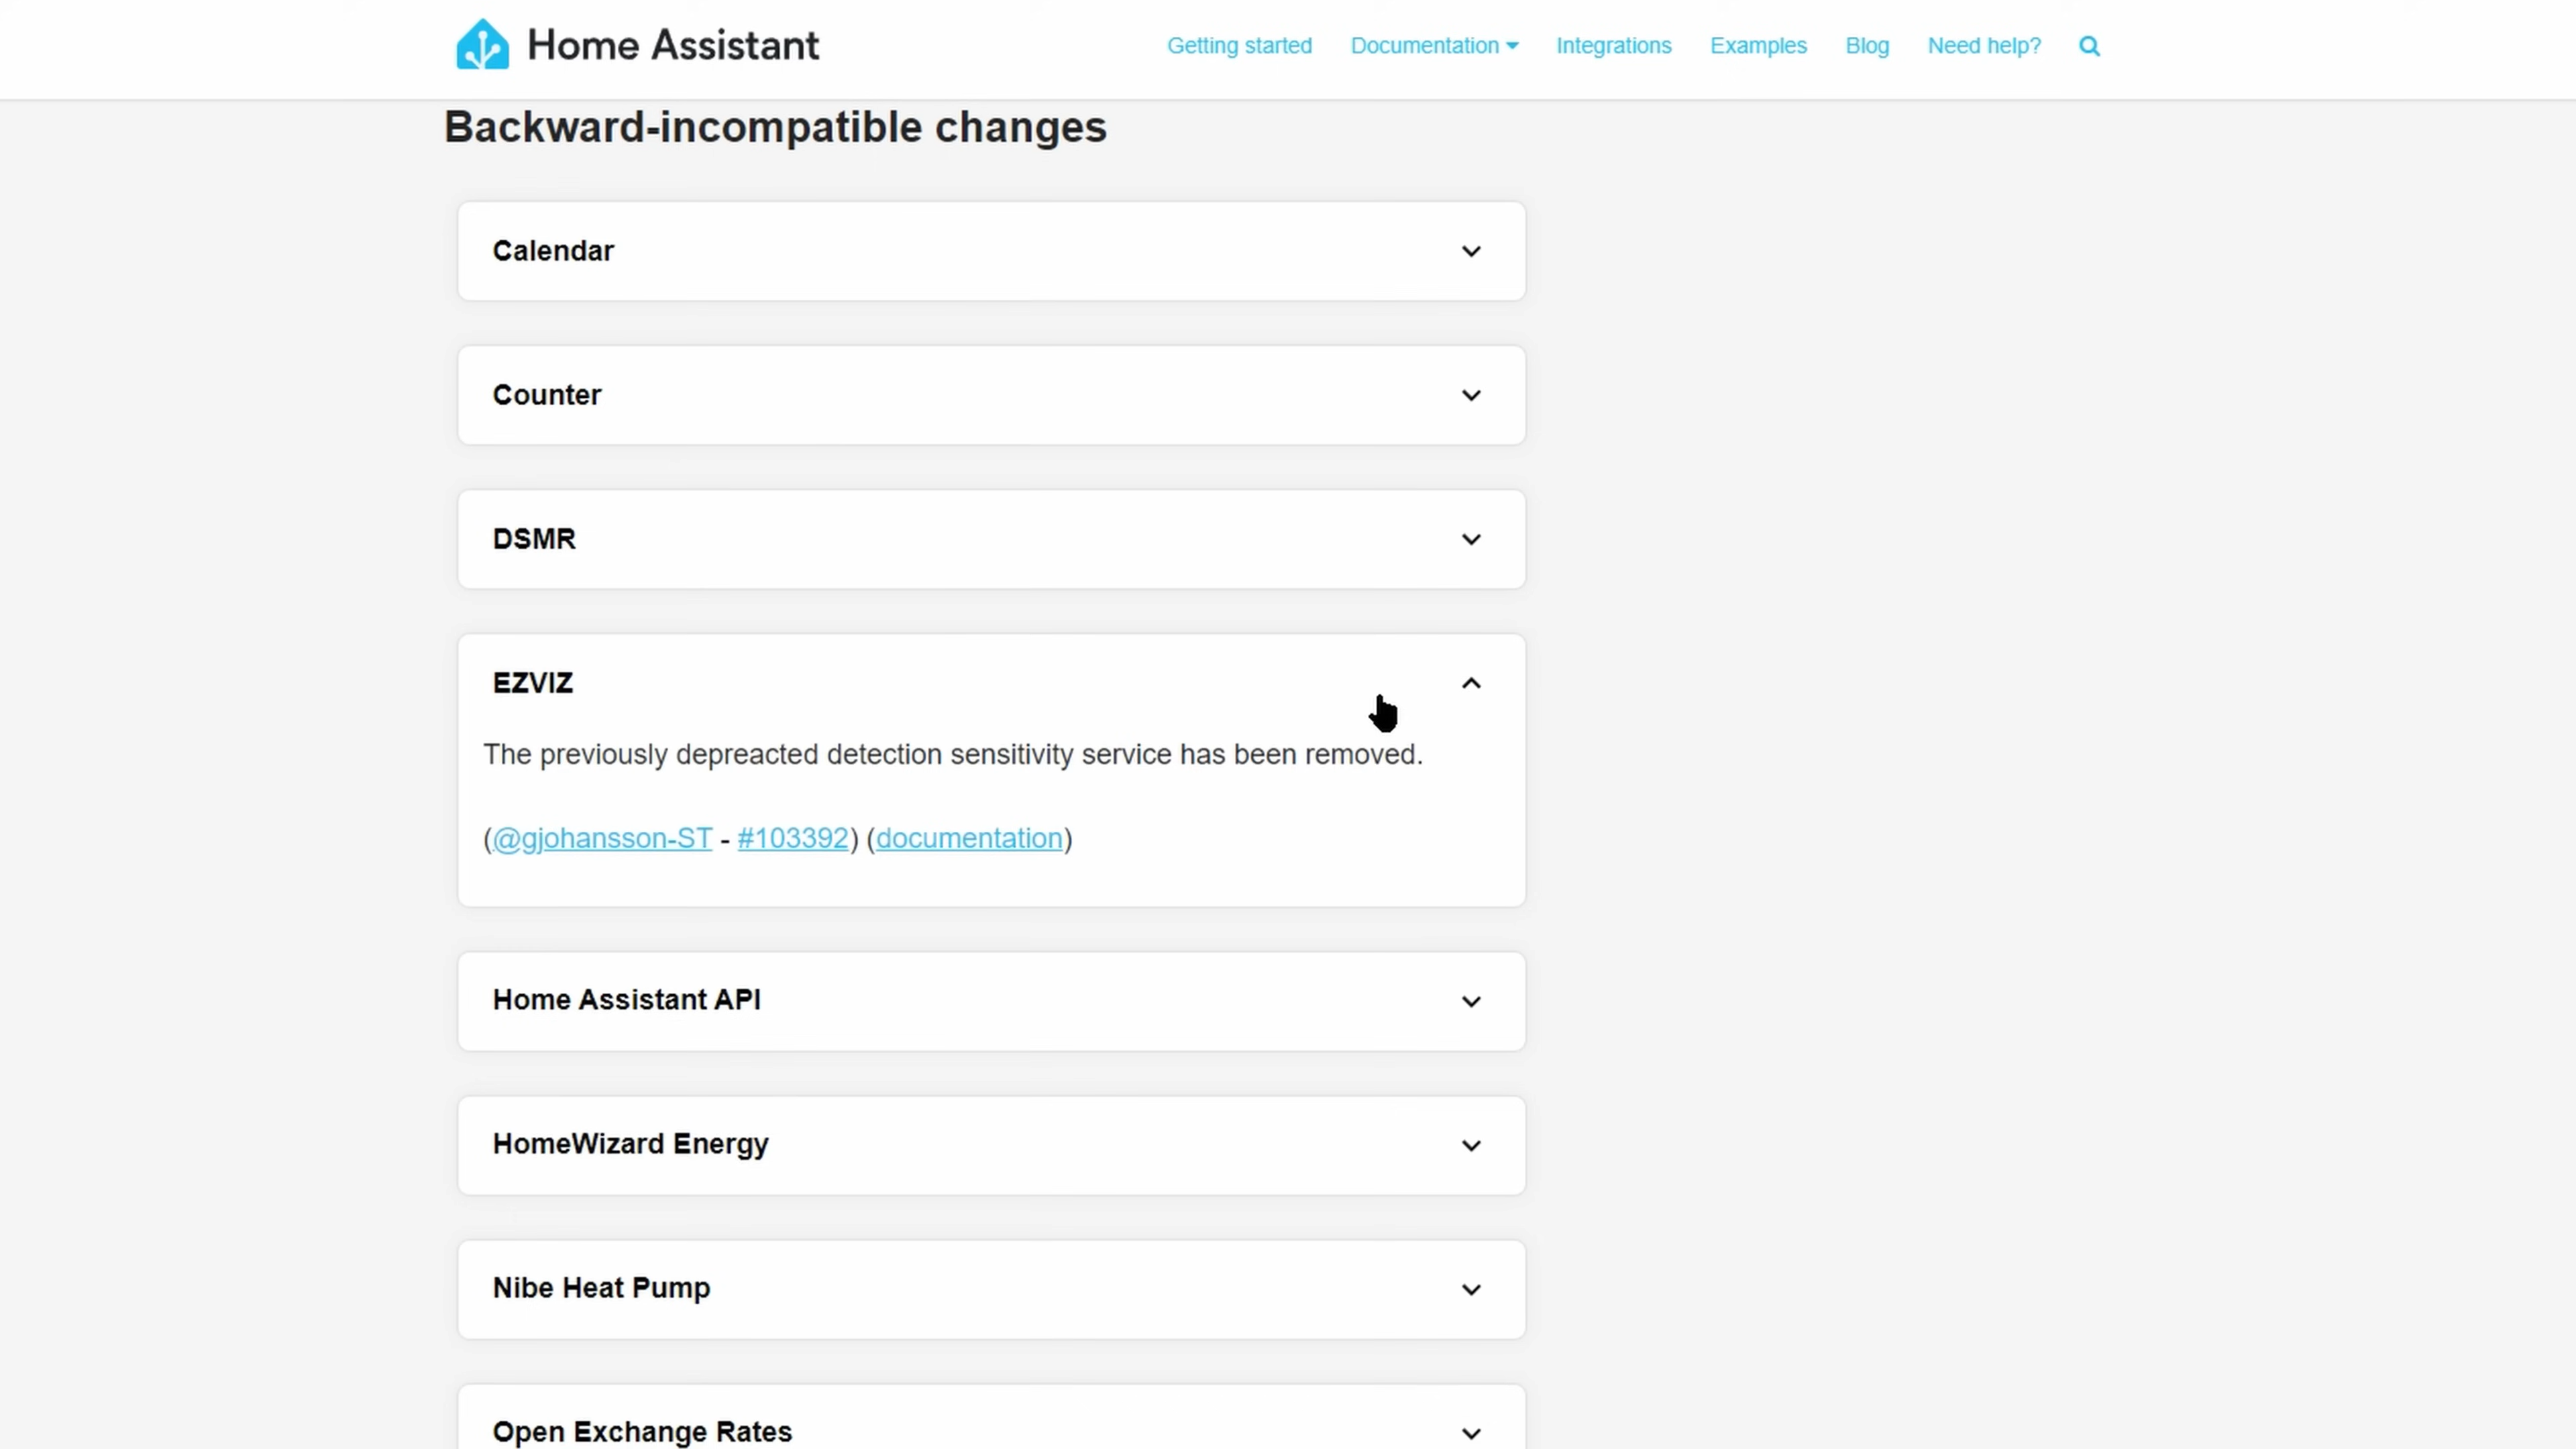 Home Assistant
Getting started Documentation Integrations Examples Blog Need help?
Backward-incompatible changes
Calendar
Counter
DSMR
EZVIZ
The previously depreacted detection sensitivity service has been removed.
(@gjohansson-ST - #103392) (documentation)
Home Assistant API
HomeWizard Energy
Nibe Heat Pump
Open Exchange Rates